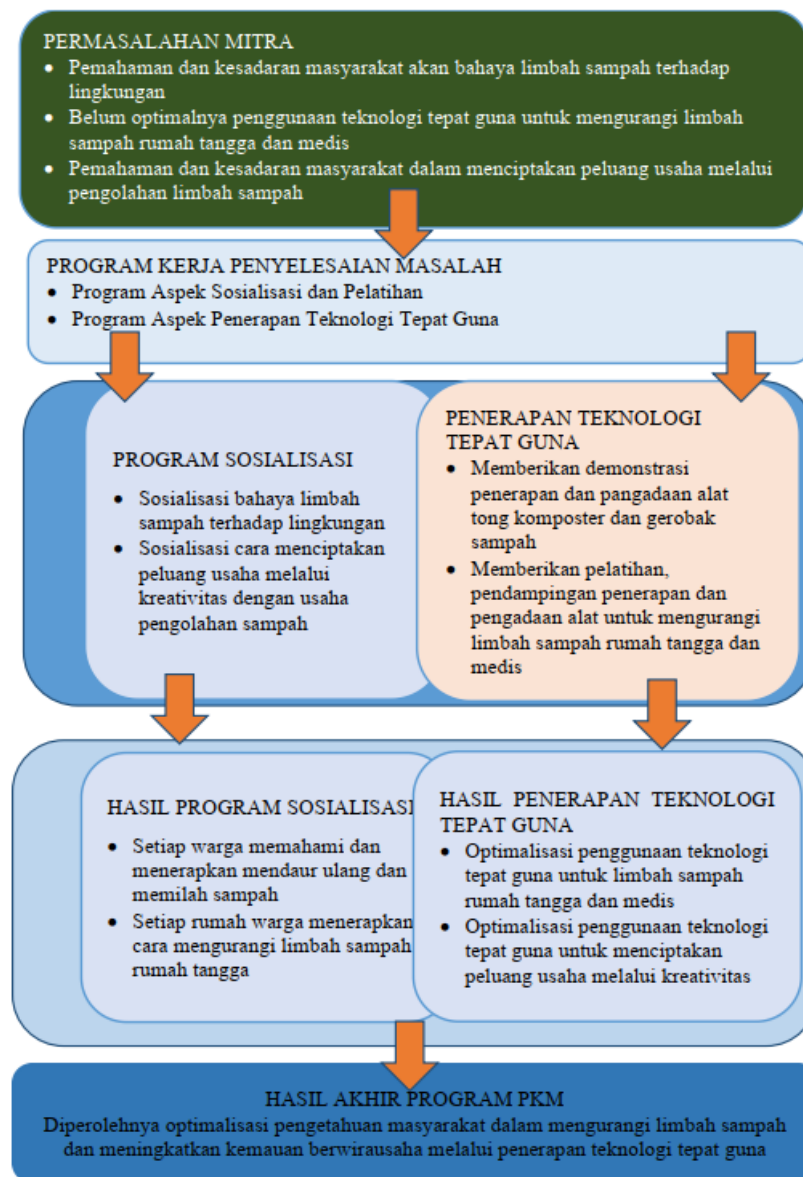 PERMASALAHAN MITRA
• Pemahaman dan kesadaran masyarakat akan bahaya limbah sampah terhadap
lingkungan
• Belum optimalnya penggunaan teknologi tepat guna untuk mengurangi limbah
sampah rumah tangga dan medis
• Pemahaman dan kesadaran masyarakat dalam menciptakan peluang usaha melalui
pengolahan limbah sampah
PROGRAM KERJA PENYELESAIAN MASALAH
• Program Aspek Sosialisasi dan Pelatihan
• Program Aspek Penerapan Teknologi Tepat Guna
PROGRAM SOSIALISASI
• Sosialisasi bahaya limbah
sampah terhadap lingkungan
• Sosialisasi cara menciptakan
peluang usaha melalui
kreativitas dengan usaha
pengolahan sampah
PENERAPAN TEKNOLOGI
TEPAT GUNA
• Memberikan demonstrasi
penerapan dan pangadaan alat
tong komposter dan gerobak
sampah
• Memberikan pelatihan,
pendampingan penerapan dan
pengadaan alat untuk mengurangi
limbah sampah rumah tangga dan
medis
HASIL PROGRAM SOSIALISASI
• Setiap warga memahami dan
menerapkan mendaur ulang dan
memilah sampah
• Setiap rumah warga menerapkan
cara mengurangi limbah sampah
rumah tangga
HASIL PENERAPAN TEKNOLOGI
TEPAT GUNA
• Optimalisasi penggunaan teknologi
tepat guna untuk limbah sampah
rumah tangga dan medis
• Optimalisasi penggunaan teknologi
tepat guna untuk menciptakan
peluang usaha melalui kreativitas
HASIL AKHIR PROGRAM PKM
Diperolehnya optimalisasi pengetahuan masyarakat dalam mengurangi limbah sampah
dan meningkatkan kemauan berwirausaha melalui penerapan teknologi tepat guna